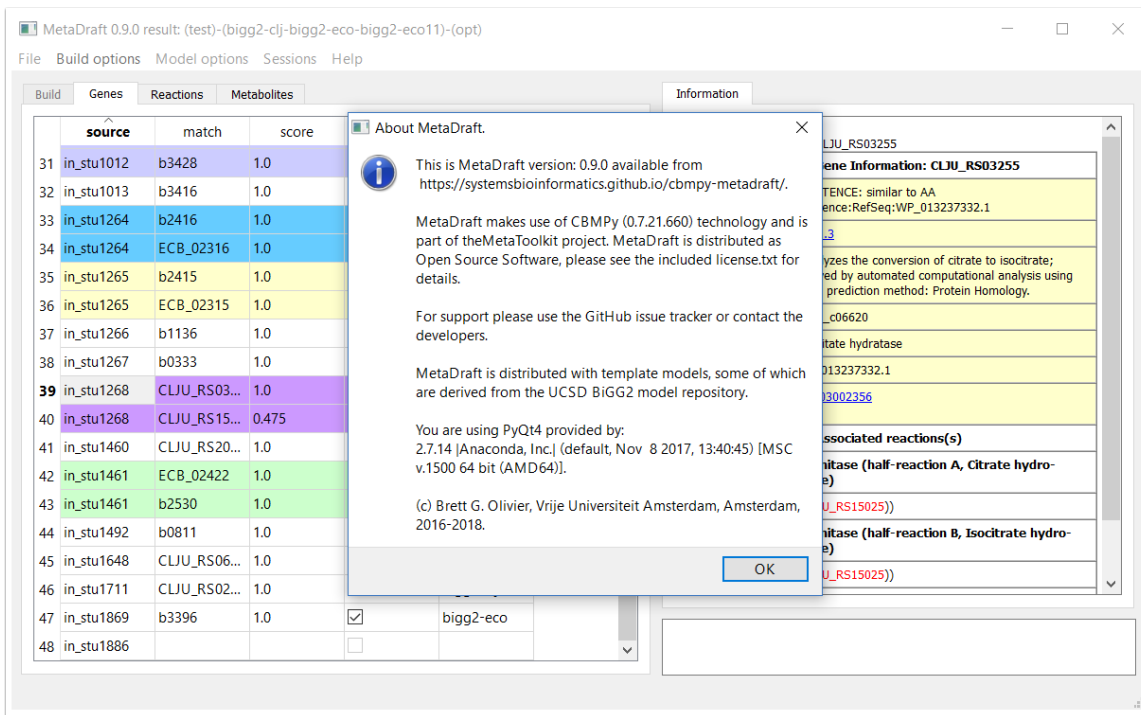 MetaDraft 0.9.0 result: (test)-(bigg2-clj-bigg2-eco-bigg2-eco11)-(opt)
File Build options Model options Sessions Help
Build Genes Reactions Metabolites
source match score
31 in_stu1012 b3428 1.0
32 in_stu1013 b3416 1.0
33 in_stu1264 b2416 1.0
34 in_stu1264 ECB_02316 1.0
35 in_stu1265 b2415 1.0
36 in_stu1265 ECB_02315 1.0
37 in_stu1266 b1136 1.0
38 in_stu1267 b0333 1.0
39 in_stu1268 CLJU_RS03... 1.0
40 in_stu1268 CLJU_RS15... 0.475
41 in_stu1460 CLJU_RS20... 1.0
42 in_stu1461 ECB_02422 1.0
43 in_stu1461 b2530 1.0
44 in_stu1492 b0811 1.0
45 in_stu1648 CLJU_RS06... 1.0
46 in_stu1711 CLJU_RS02... 1.0
47 in_stu1869 b3396 1.0 bigg2-eco
48 in_stu1886
About MetaDraft.
This is MetaDraft version: 0.9.0 available from
https://systemsbioinformatics.github.io/cbmpy-metadraft/.
MetaDraft makes use of CBMPy (0.7.21.660) technology and is
part of theMetaToolkit project. MetaDraft is distributed as
Open Source Software, please see the included license.txt for
details.
For support please use the GitHub issue tracker or contact the
developers.
MetaDraft is distributed with template models, some of which
are derived from the UCSD BiGG2 model repository.
You are using PyQt4 provided by:
2.7.14 |Anaconda, Inc.| (default, Nov 8 2017, 13:40:45) [MSC
v.1500 64 bit (AMD64)].
(c) Brett G. Olivier, Vrije Universiteit Amsterdam, Amsterdam,
2016-2018.
OK
Information
LJU_RS03255
ene Information: CLJU_RS03255
TENCE: similar to AA
ence:RefSeq:WP_013237332.1
.3
yzes the conversion of citrate to isocitrate;
ed by automated computational analysis using
prediction method: Protein Homology.
_c06620
itate hydratase
013237332.1
03002356
ssociated reactions(s)
nitase (half-reaction A, Citrate hydro-
e)
U_RS15025))
nitase (half-reaction B, Isocitrate hydro-
e)
U_RS15025))